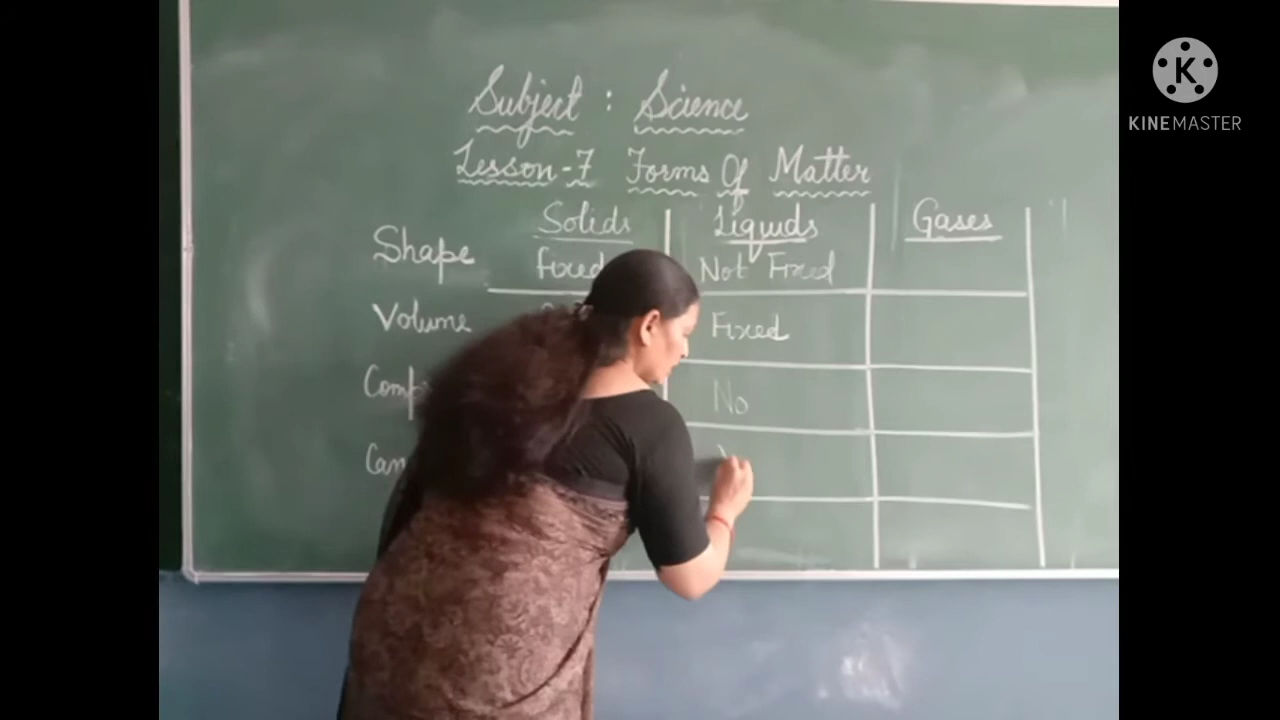 Subject : Science
Lesson-7 Forms Of Matter
Solids Liquids Gases
Shape Fixed Not Fixed
Volume Fixed
No
KINEMASTER